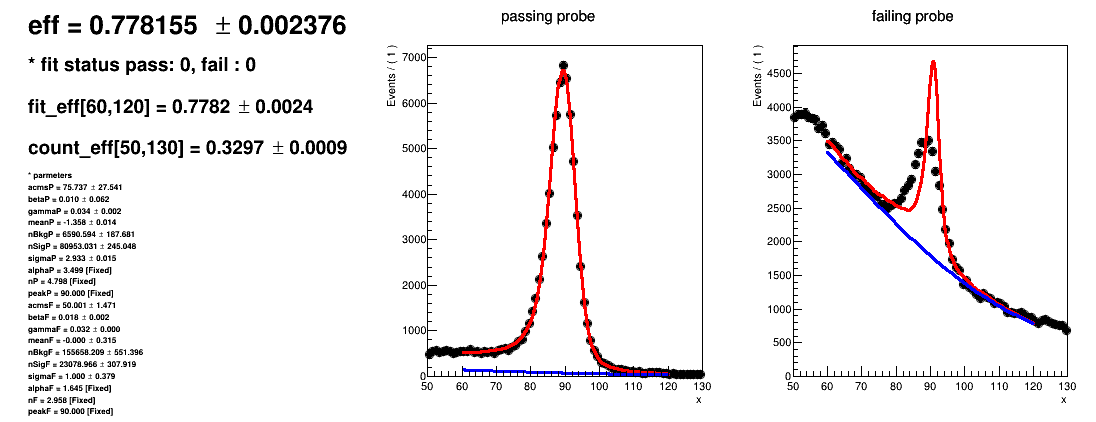 eff = 0.778155 ± 0.002376
* fit status pass: 0, fail : 0
fit_eff[60,120] = 0.7782 ± 0.0024
count_eff[50,130] = 0.3297 ± 0.0009
* parmeters
acmsP = 75.737 ± 27.541
betaP = 0.010 ± 0.062
gammaP = 0.034 ± 0.002
meanP = -1.358 ± 0.014
nBkgP = 6590.594 ± 187.681
nSigP = 80953.031 ± 245.048
sigmaP = 2.933 ± 0.015
alphaP = 3.499 [Fixed]
nP = 4.798 [Fixed]
peakP = 90.000 [Fixed]
acmsF = 50.001 ± 1.471
betaF = 0.018 ± 0.002
gammaF = 0.032 ± 0.000
meanF = -0.000 ± 0.315
nBkgF = 155658.209 ± 551.396
nSigF = 23078.966 ± 307.919
sigmaF = 1.000 ± 0.379
alphaF = 1.645 [Fixed]
nF = 2.958 [Fixed]
peakF = 90.000 [Fixed]
passing probe
Events / ( 1 )
7000
6000
5000
4000
3000
2000
1000
0
50 60 70 80 90 100 110 120 130
x
failing probe
Events / ( 1 )
4500
4000
3500
3000
2500
2000
1500
1000
500
0
50 60 70 80 90 100 110 120 130
x